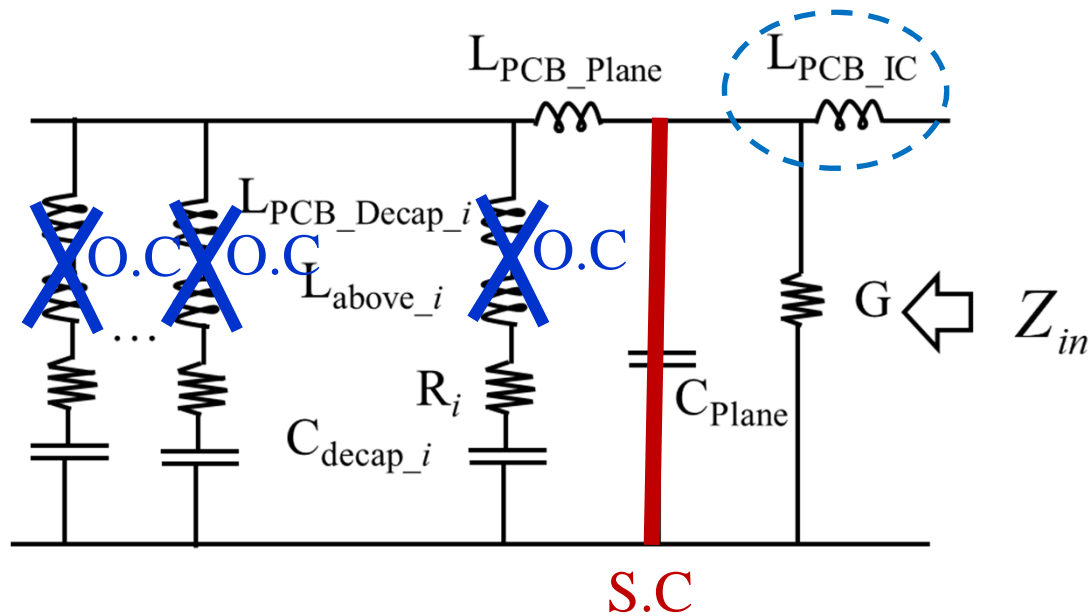 L_PCB_Plane
L_PCB_IC
L_PCB_Decap_i
O.C
O.C
O.C
L_above_i
G
Z_in
...
R_i
C_Plane
C_decap_i
S.C